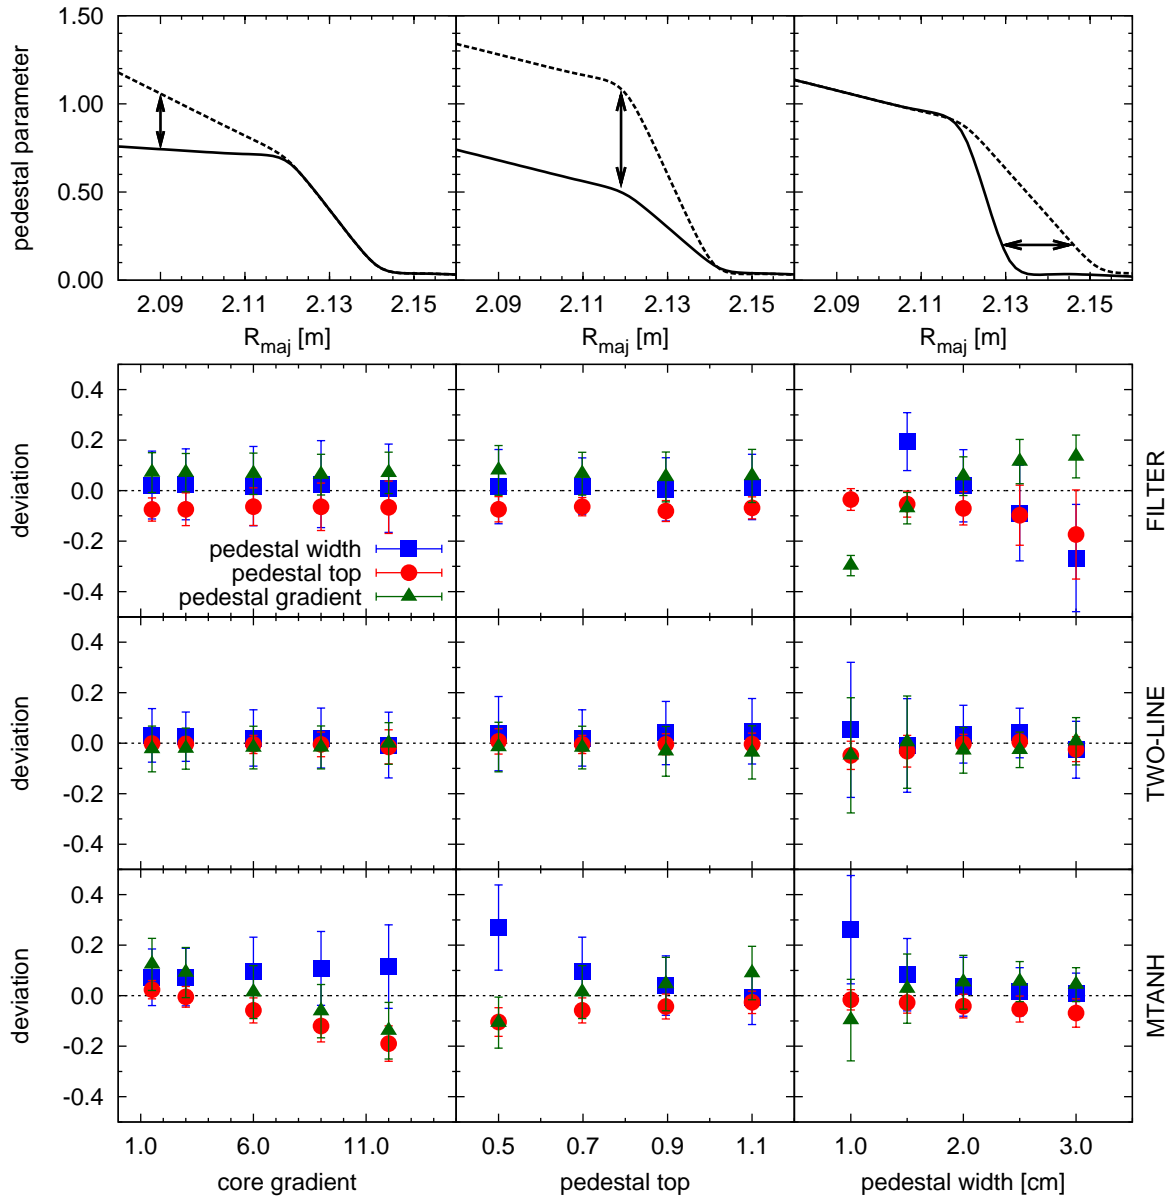 pedestal parameter
1.50
1.00
0.50
0.00
2.09 2.11 2.13 2.15
2.09 2.11 2.13 2.15
2.09 2.11 2.13 2.15
R_maj [m]
R_maj [m]
R_maj [m]
deviation
0.4
0.2
0.0
-0.2
-0.4
pedestal width
pedestal top
pedestal gradient
FILTER
deviation
0.4
0.2
0.0
-0.2
-0.4
TWO-LINE
deviation
0.4
0.2
0.0
-0.2
-0.4
MTANH
1.0 6.0 11.0
0.5 0.7 0.9 1.1
1.0 2.0 3.0
core gradient
pedestal top
pedestal width [cm]